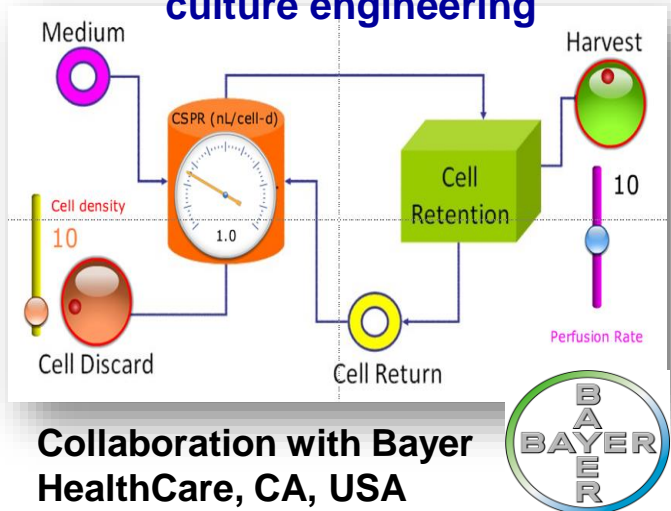 culture engineering
Medium
Harvest
CSPR (nL/cell-d)
Cell
Retention
10
Cell density
10
1.0
Perfusion Rate
Cell Discard
Cell Return
Collaboration with Bayer
HealthCare, CA, USA
BAYER
BAYER